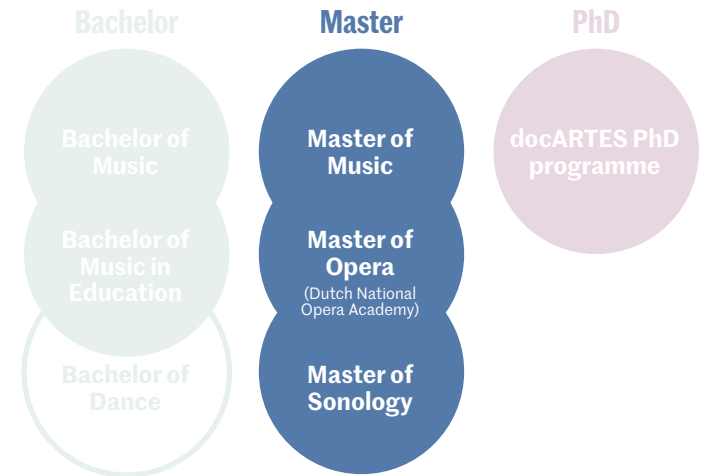 Bachelor
Bachelor of
Music
Bachelor of
Music in
Education
Bachelor of
Dance
Master
Master of
Music
Master of
Opera
(Dutch National
Opera Academy)
Master of
Sonology
PhD
docARTES PhD
programme